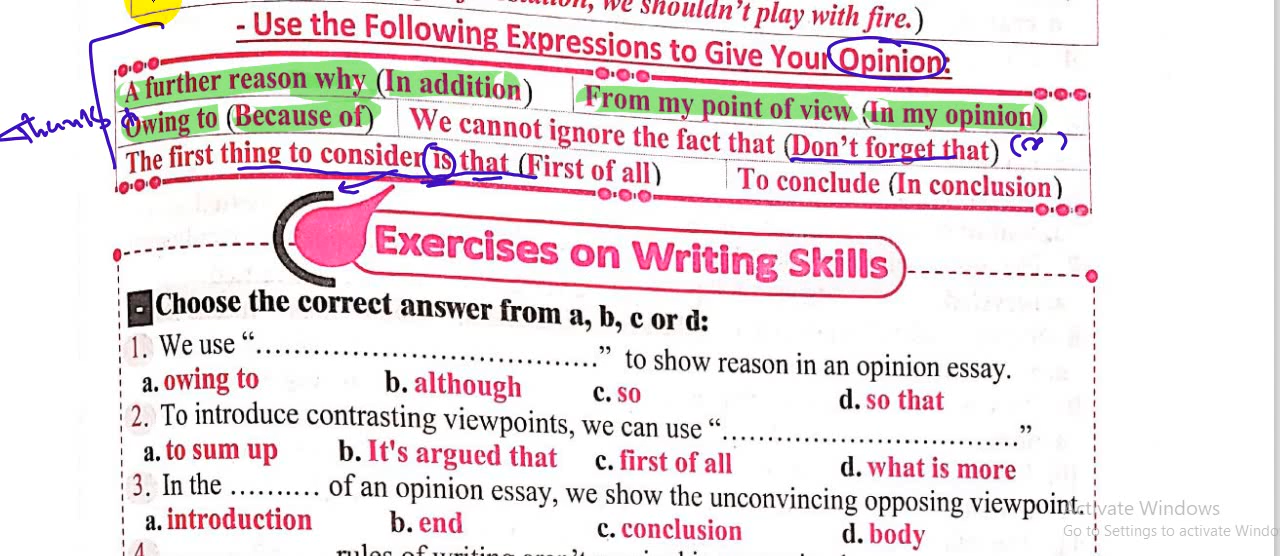 we shouldn't play with fire.)
- Use the Following Expressions to Give Your Opinion:
A further reason why (In addition) From my point of view (In my opinion)
Owing to (Because of) We cannot ignore the fact that (Don't forget that)
The first thing to consider is that (First of all) To conclude (In conclusion)
Exercises on Writing Skills
- Choose the correct answer from a, b, c or d:
1. We use “....................................” to show reason in an opinion essay.
a. owing to b. although c. so d. so that
2. To introduce contrasting viewpoints, we can use “................................”
a. to sum up b. It's argued that c. first of all d. what is more
3. In the .......... of an opinion essay, we show the unconvincing opposing viewpoint.
a. introduction b. end c. conclusion d. body
Activate Windows
Go to Settings to activate Windo